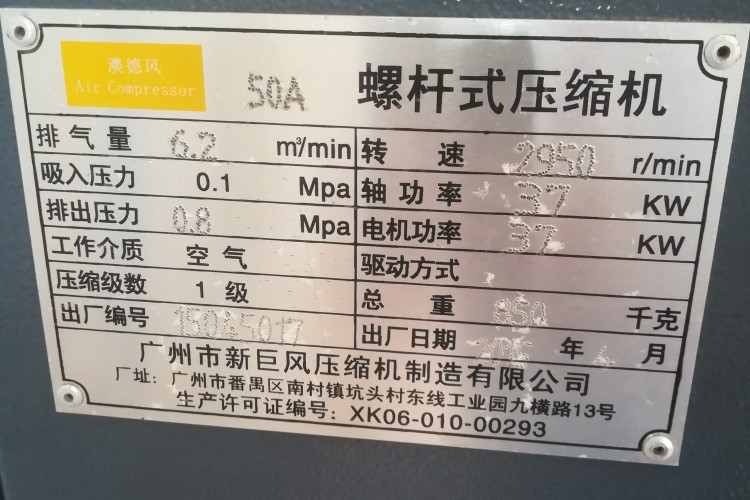 澳德风
Air Compressor
50A 螺杆式压缩机
排气量 6.2 m³/min 转速 2950 r/min
吸入压力 0.1 Mpa 轴功率 37 KW
排出压力 0.8 Mpa 电机功率 37 KW
工作介质 空气 驱动方式
压缩级数 1 级 总重 850 千克
出厂编号 出厂日期 年 4 月
广州市新巨风压缩机制造有限公司
厂址：广州市番禺区南村镇坑头村东线工业园九横路13号
生产许可证编号：XK06-010-00293